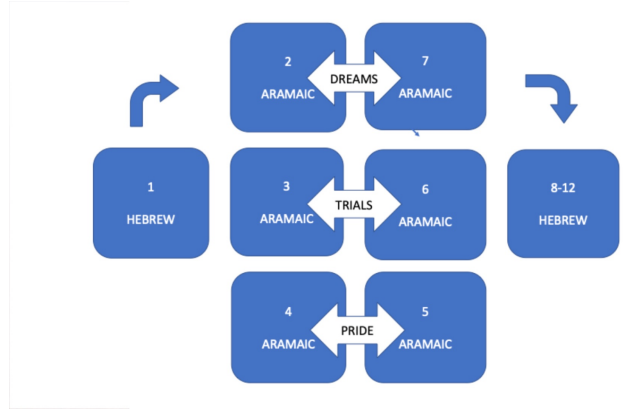 2
ARAMAIC
DREAMS
7
ARAMAIC
1
HEBREW
3
ARAMAIC
TRIALS
6
ARAMAIC
8-12
HEBREW
4
ARAMAIC
PRIDE
5
ARAMAIC